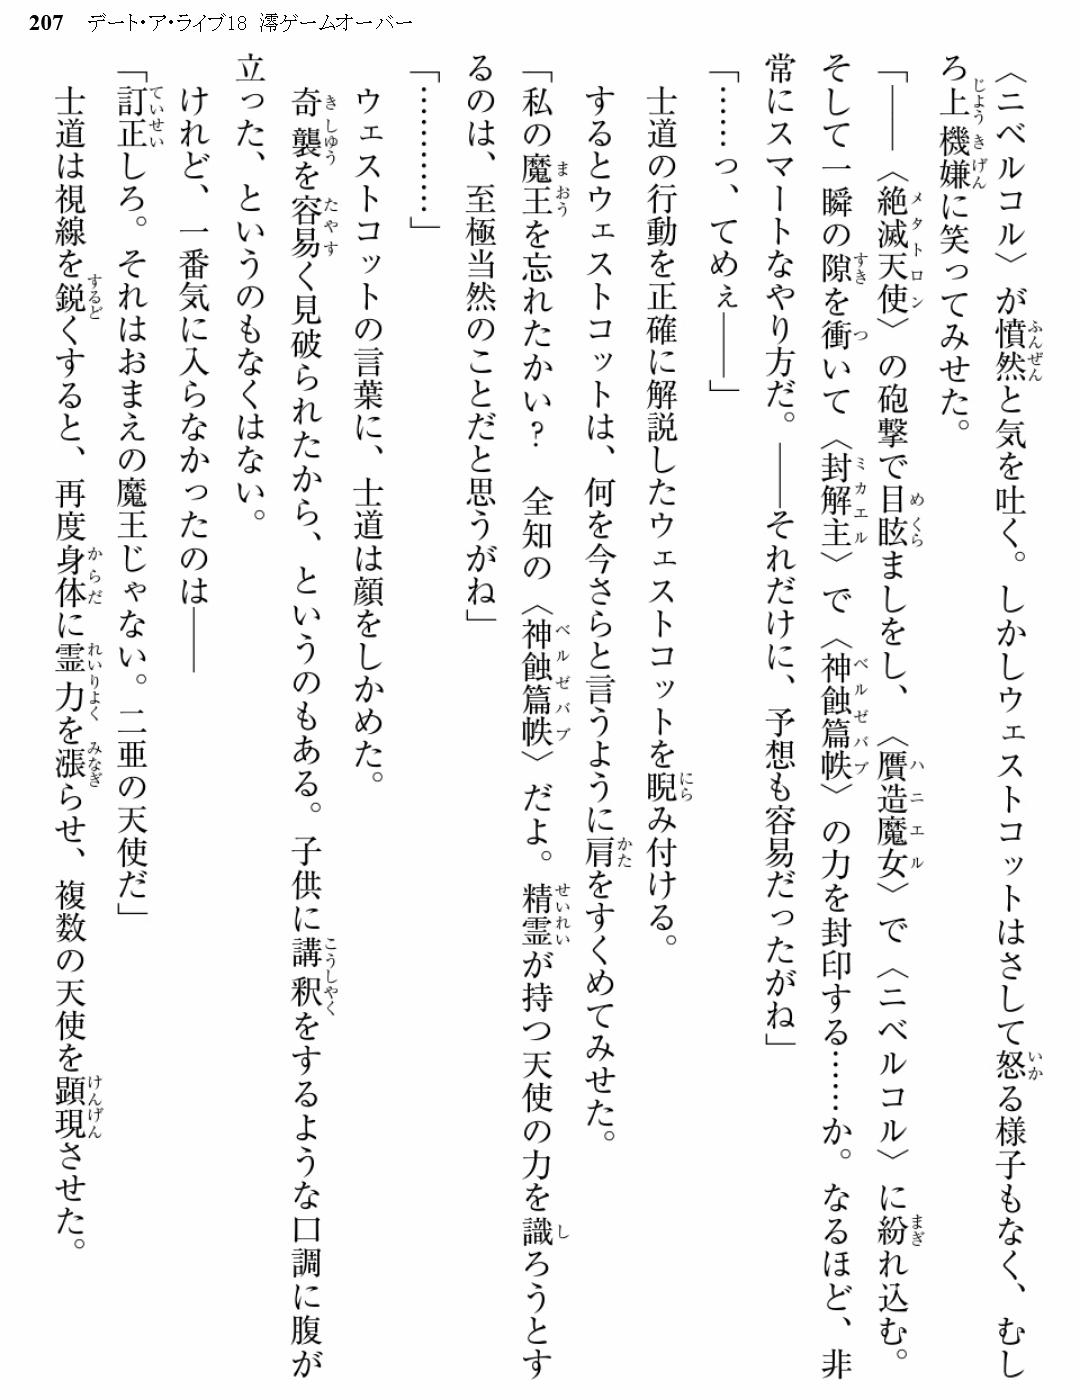 207 デート・ア・ライブ18 澪ゲームオーバー
〈ニベルコル〉が憤然と気を吐く。しかしウェストコットはさして怒る様子もなく、むし
ろ上機嫌に笑ってみせた。
「――〈絶滅天使〉の砲撃で目眩ましをし、〈贋造魔女〉で〈ニベルコル〉に紛れ込む。
そして一瞬の隙を衝いて〈封解主〉で〈神蝕篇帙〉の力を封印する……か。なるほど、非
常にスマートなやり方だ。――それだけに、予想も容易だったがね」
「……っ、てめぇ――」
士道の行動を正確に解説したウェストコットを睨み付ける。
するとウェストコットは、何を今さらと言うように肩をすくめてみせた。
「私の魔王を忘れたかい？　全知の〈神蝕篇帙〉だよ。精霊が持つ天使の力を識ろうとす
るのは、至極当然のことだと思うがね」
「…………」
ウェストコットの言葉に、士道は顔をしかめた。
奇襲を容易く見破られたから、というのもある。子供に講釈をするような口調に腹が
立った、というのもなくはない。
けれど、一番気に入らなかったのは――
「訂正しろ。それはおまえの魔王じゃない。二亜の天使だ」
士道は視線を鋭くすると、再度身体に霊力を漲らせ、複数の天使を顕現させた。